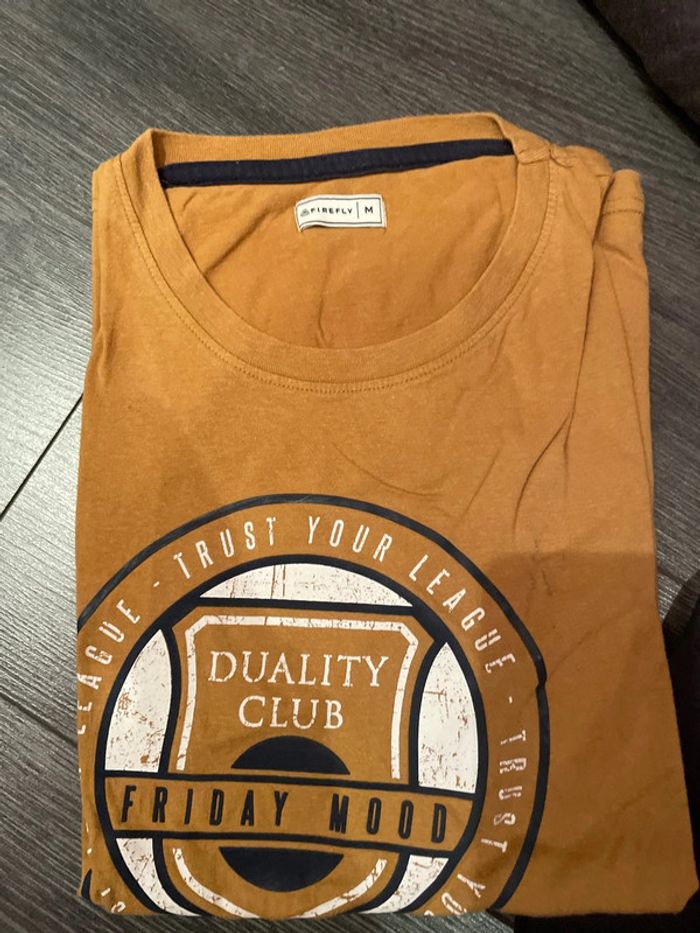 FIREFLY | M
TRUST YOUR LEAGUE - TRUST
LEAGUE -
DUALITY
CLUB
FRIDAY MOOD